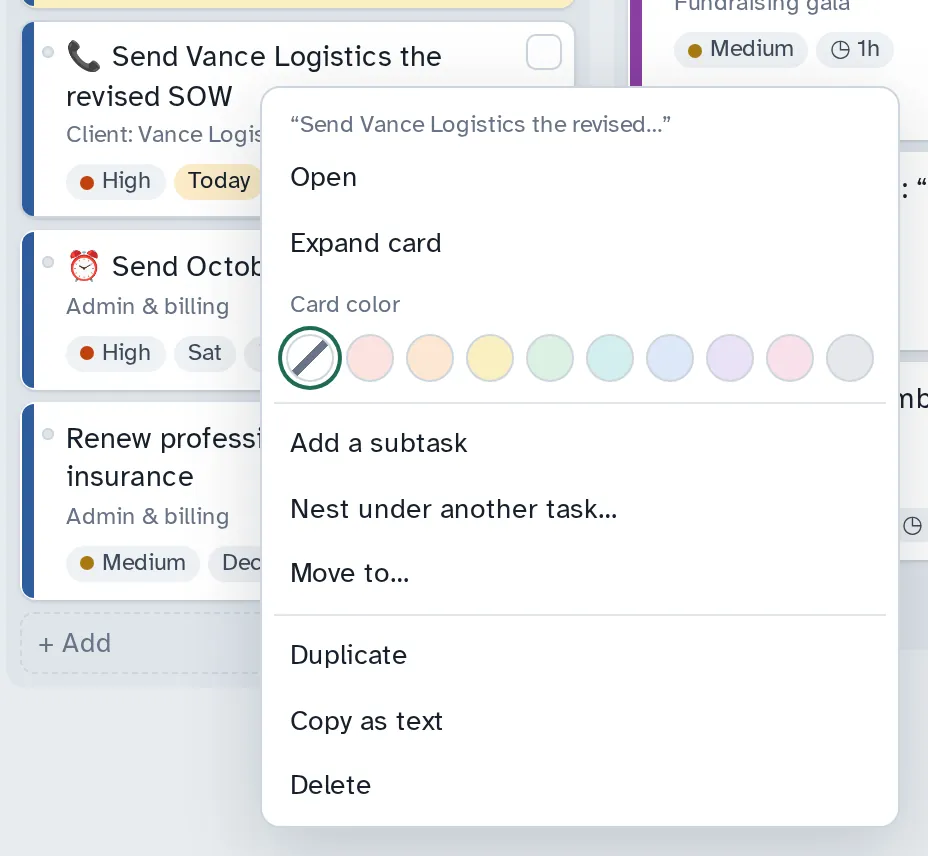 Fundraising gala
Medium
1h
Send Vance Logistics the
revised SOW
Client: Vance Logis
High
Today
“Send Vance Logistics the revised…”
Open
Expand card
Card color
Add a subtask
Nest under another task…
Move to…
Duplicate
Copy as text
Delete
Send Octob
Admin & billing
High
Sat
Renew professi
insurance
Admin & billing
Medium
Dec
+ Add
: “
mb